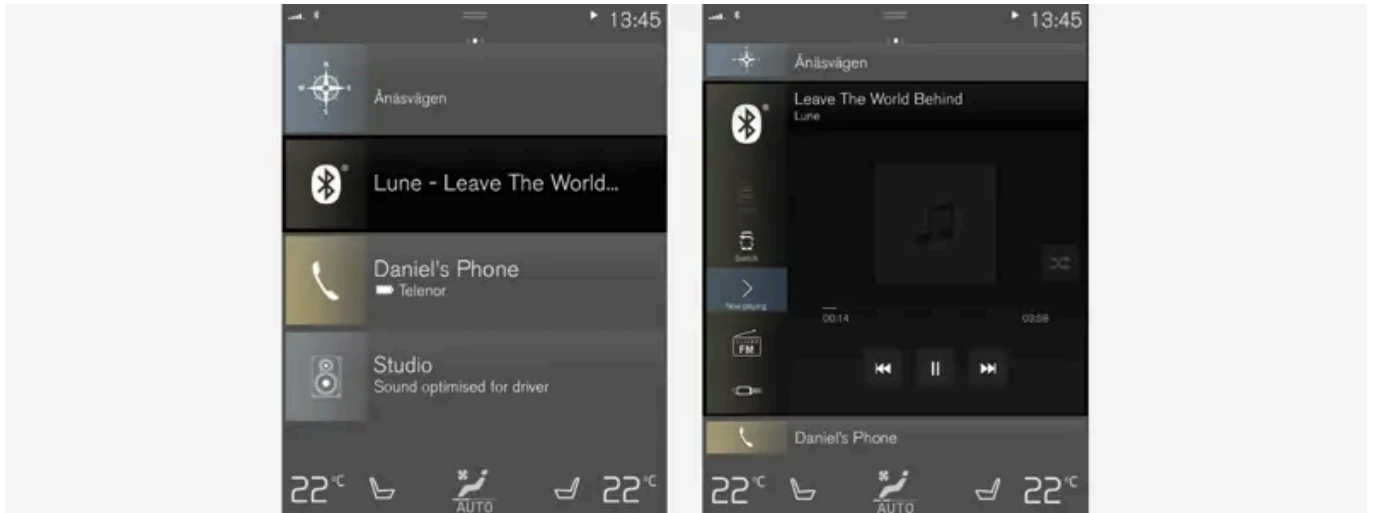 13:45
Ånäsvägen
Lune - Leave The World...
Daniel's Phone
Telenor
Studio
Sound optimised for driver
22°C
AUTO
22°C
13:45
Ånäsvägen
Leave The World Behind
Lune
Switch
Now playing
00:14
03:58
FM
Daniel's Phone
22°C
AUTO
22°C